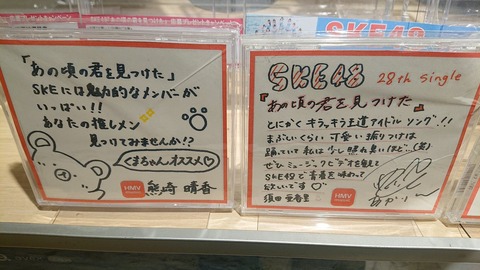 SKE48
「あの頃の君を見つけた」
SKEには魅力的なメンバーが
いっぱい!!
あなたの推しメン
見つけてみませんか!?
くまちゃんオススメ♡
HMV
熊崎 晴香
SKE48 28th single
『あの頃の君を見つけた』
とにかくキラキラ王道アイドルソング!!
まぶしいくらい可愛い振りつけは
踊っていて私は少し照れ臭いほど…(笑)
ぜひミュージックビデオを観て
SKE48で青春を味わって
欲しいです♡
須田 亜香里
HMV
あかりん